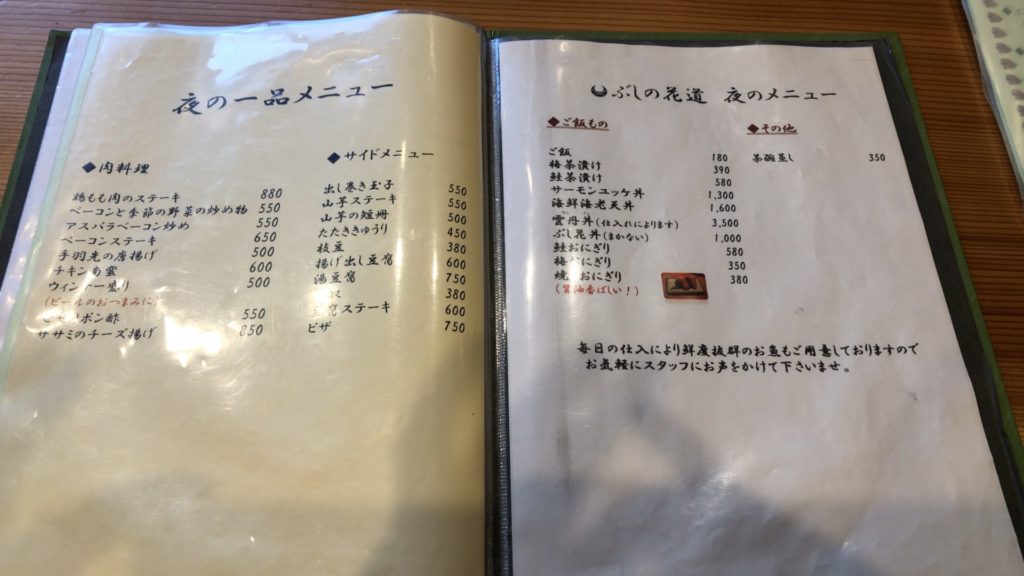 夜の一品メニュー
◆肉料理
鶏もも肉のステーキ 880
ベーコンと季節の野菜の炒め物 550
アスパラベーコン炒め 550
ベーコンステーキ 650
手羽先の唐揚げ 500
チキン南蛮 600
ウィンナー盛り 500
(ビールのおつまみに)
ポン酢 550
ササミのチーズ揚げ 850
◆サイドメニュー
出し巻き玉子 550
山芋ステーキ 550
山芋の短冊 500
たたききゅうり 450
枝豆 380
揚げ出し豆腐 600
湯豆腐 750
380
ステーキ 600
ピザ 750
ぶしの花道 夜のメニュー
◆ご飯もの
ご飯 180
梅茶漬け 390
鮭茶漬け 580
サーモンユッケ丼 1,300
海鮮海老天丼 1,600
雲丹丼(仕入れによります) 3,500
ぶし花丼(まかない) 1,000
鮭おにぎり 580
梅おにぎり 350
焼おにぎり 380
(醤油香ばしい!)
◆その他
茶碗蒸し 350
毎日の仕入により鮮度抜群のお魚もご用意しておりますので
お気軽にスタッフにお声をかけて下さいませ。